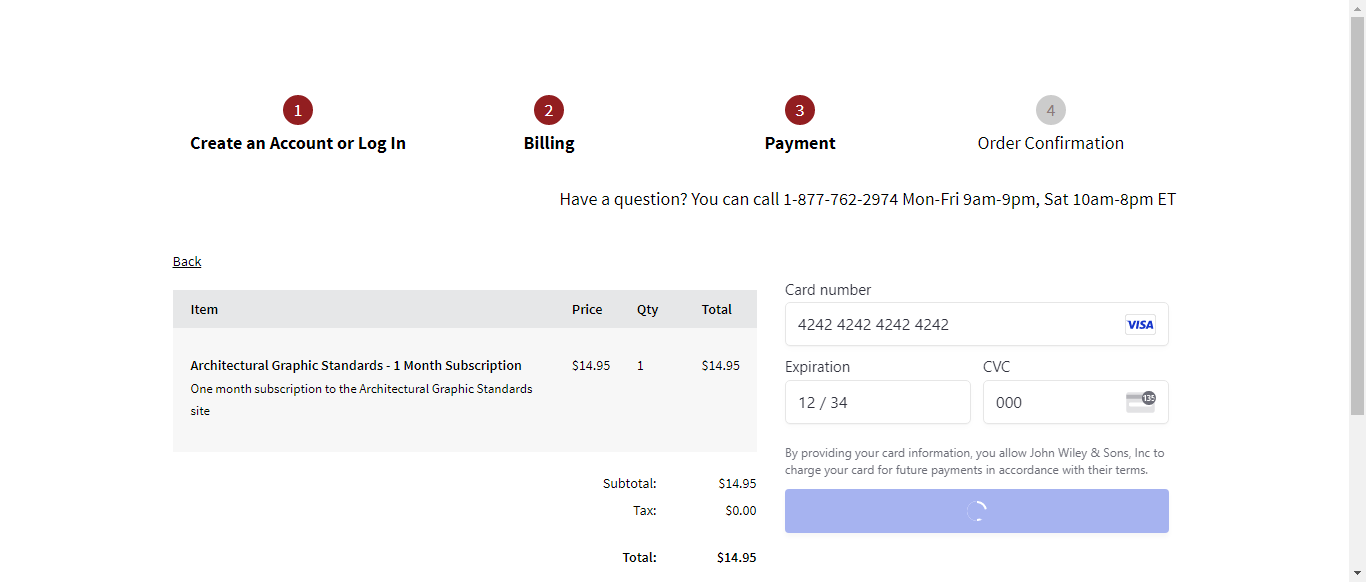 1 2 3 4
Create an Account or Log In Billing Payment Order Confirmation
Have a question? You can call 1-877-762-2974 Mon-Fri 9am-9pm, Sat 10am-8pm ET
Back
Item Price Qty Total
Architectural Graphic Standards - 1 Month Subscription $14.95 1 $14.95
One month subscription to the Architectural Graphic Standards
site
Subtotal: $14.95
Tax: $0.00
Total: $14.95
Card number
4242 4242 4242 4242 VISA
Expiration CVC
12 / 34 000 135
By providing your card information, you allow John Wiley & Sons, Inc to
charge your card for future payments in accordance with their terms.